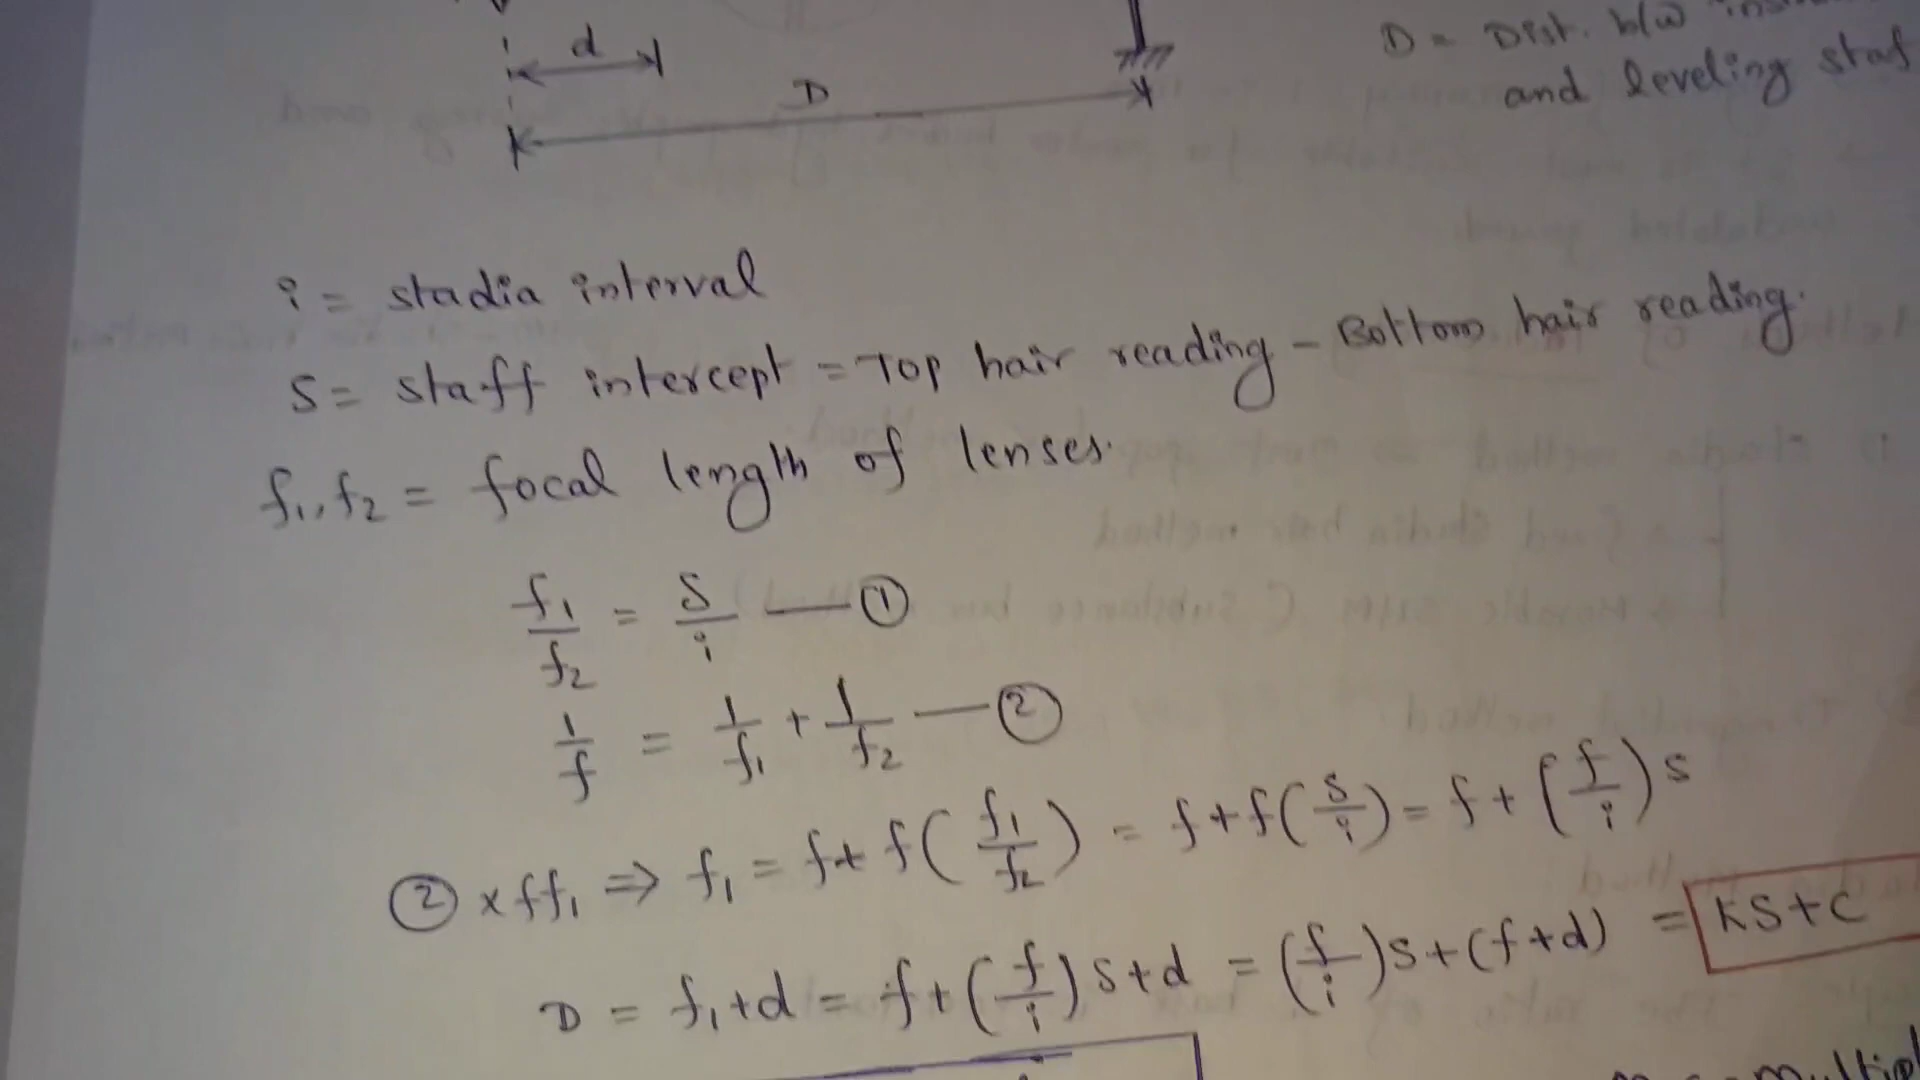 d
D
D = Dist. b/w
and leveling
i = stadia interval
S = staff intercept = Top hair reading - Bottom hair reading.
f₁, f₂ = focal length of lenses.
f₁/f₂ = S/i — ①
1/f = 1/f₁ + 1/f₂ — ②
② x ff₁ ⇒ f₁ = f + f(f₁/f₂) = f + f(S/i) = f + (f/i)S
D = f₁ + d = f + (f/i)S + d = (f/i)S + (f + d) = KS + C